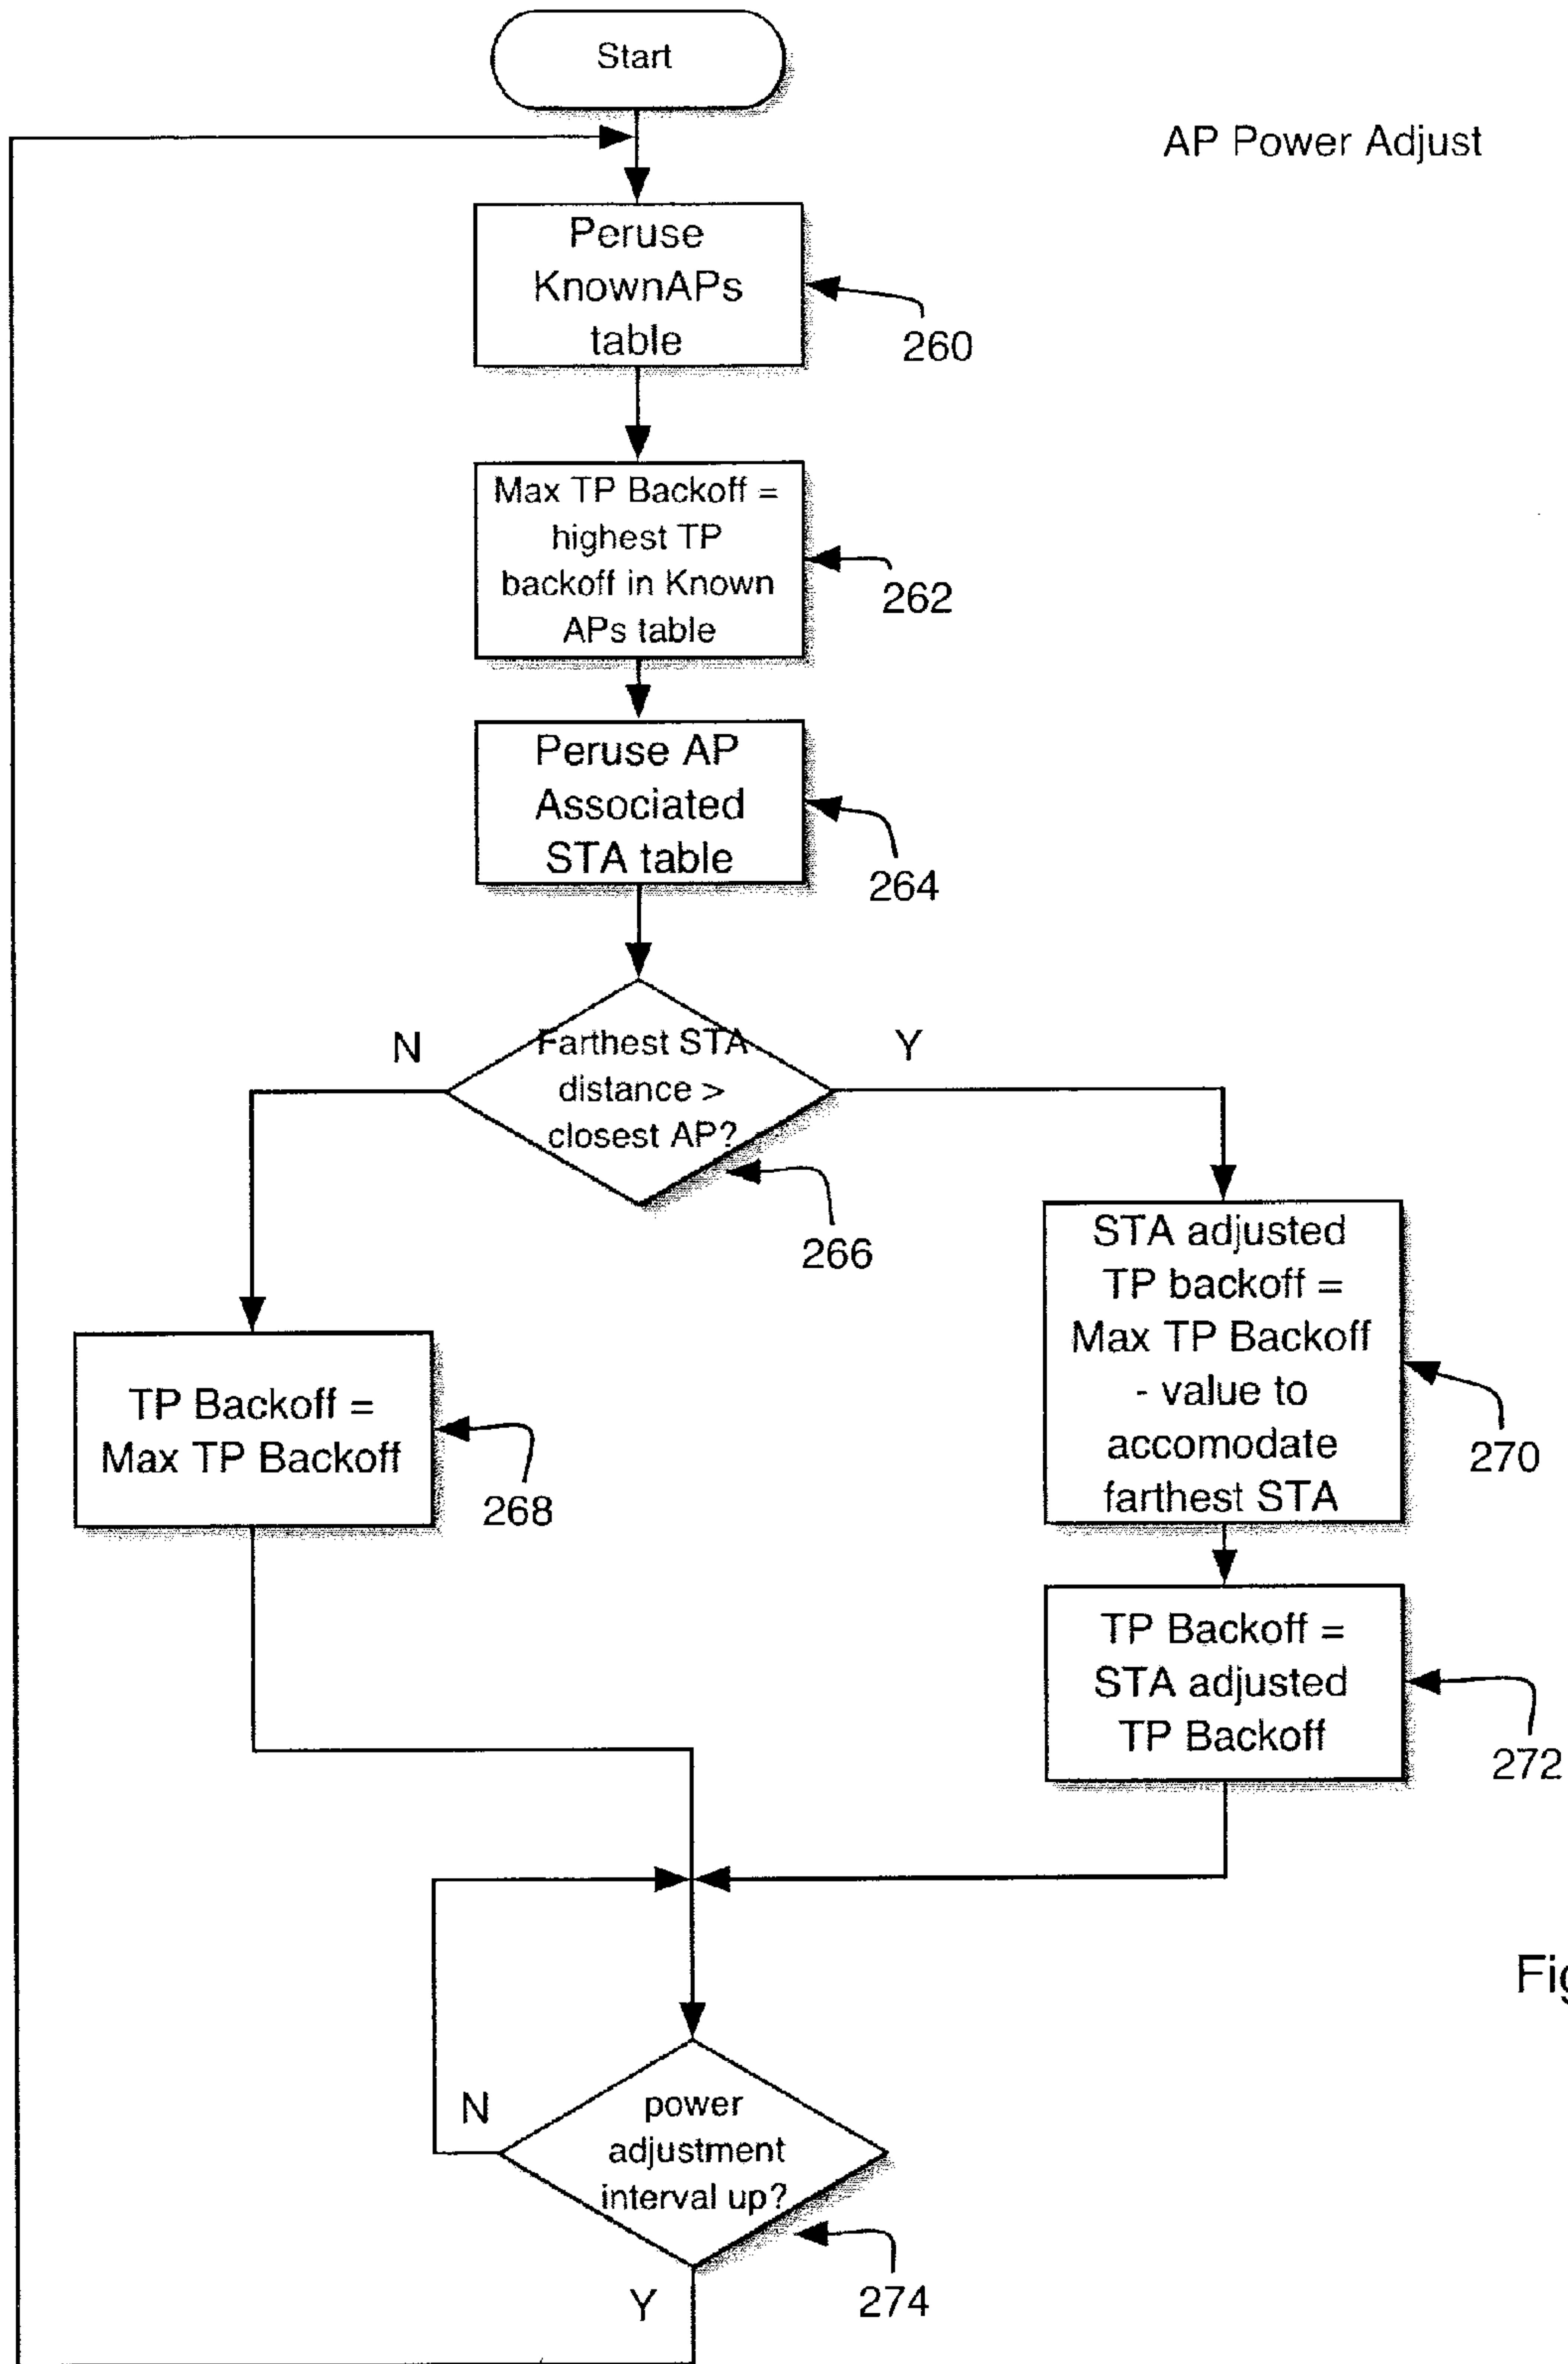 Start
AP Power Adjust
Peruse
KnownAPs
table
260
Max TP Backoff =
highest TP
backoff in Known
APs table
262
Peruse AP
Associated
STA table
264
N
Farthest STA
distance >
closest AP?
Y
266
STA adjusted
TP backoff =
Max TP Backoff
- value to
accomodate
farthest STA
270
TP Backoff =
Max TP Backoff
268
TP Backoff =
STA adjusted
TP Backoff
272
Fig
N
power
adjustment
interval up?
Y
274